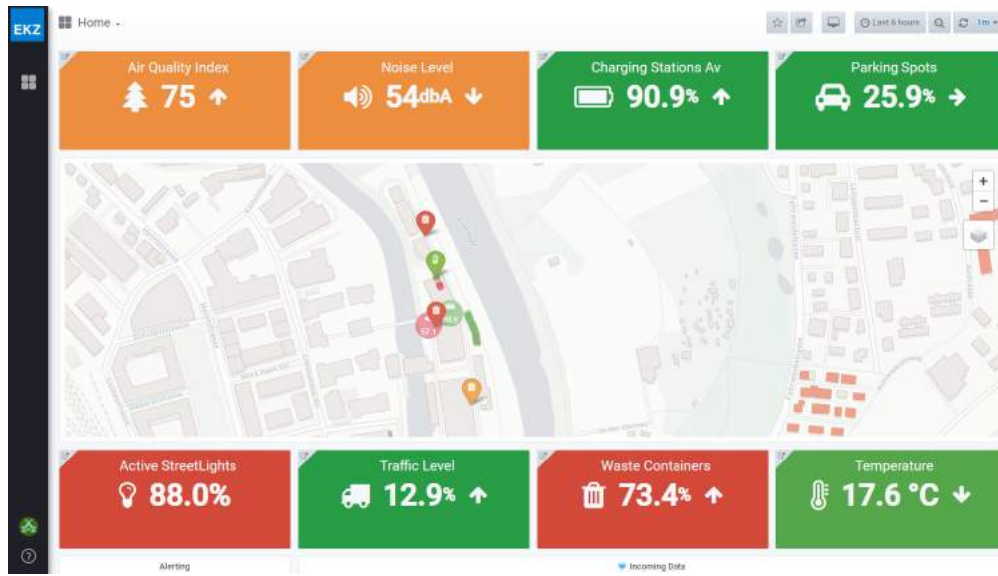 EKZ
Home
Last 6 hours
1m
Air Quality Index
75
Noise Level
54dbA
Charging Stations Av
90.9%
Parking Spots
25.9%
+
−
52.1
Active StreetLights
88.0%
Traffic Level
12.9%
Waste Containers
73.4%
Temperature
17.6 °C
Alerting
Incoming Data
?